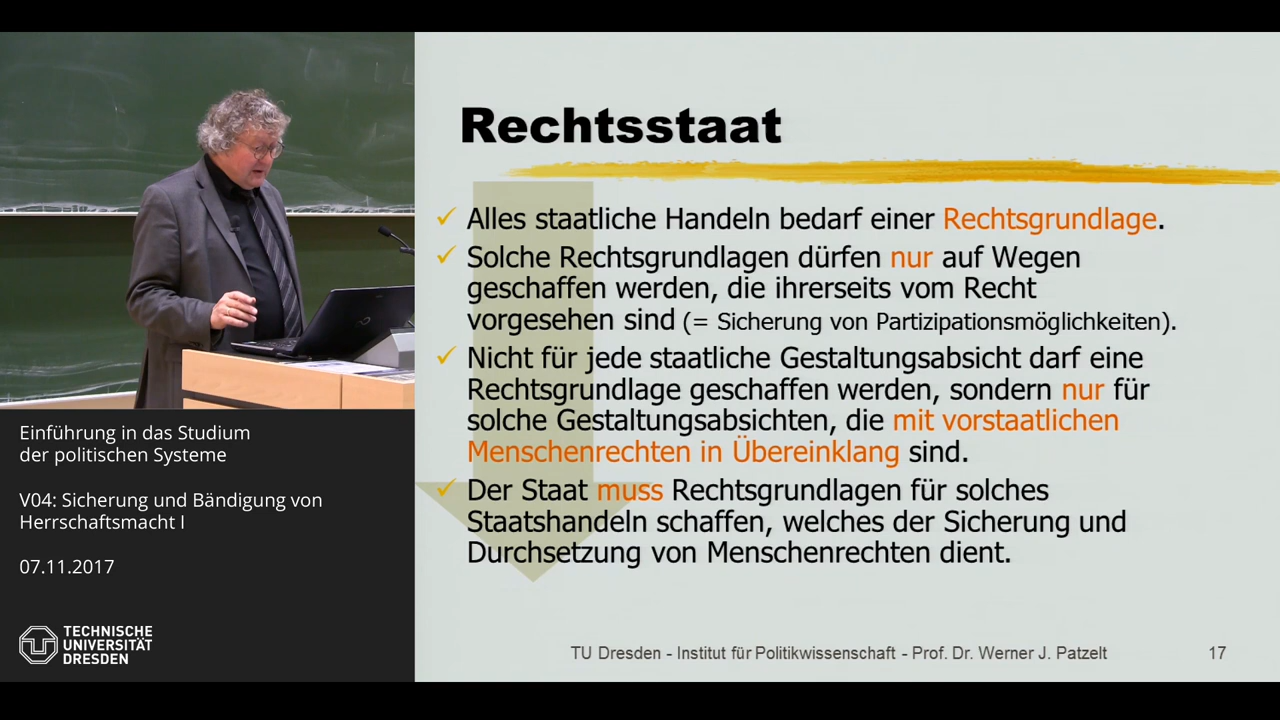 Rechtsstaat
Alles staatliche Handeln bedarf einer Rechtsgrundlage.
Solche Rechtsgrundlagen dürfen nur auf Wegen
geschaffen werden, die ihrerseits vom Recht
vorgesehen sind (= Sicherung von Partizipationsmöglichkeiten).
Nicht für jede staatliche Gestaltungsabsicht darf eine
Rechtsgrundlage geschaffen werden, sondern nur für
solche Gestaltungsabsichten, die mit vorstaatlichen
Menschenrechten in Übereinklang sind.
Der Staat muss Rechtsgrundlagen für solches
Staatshandeln schaffen, welches der Sicherung und
Durchsetzung von Menschenrechten dient.
TU Dresden - Institut für Politikwissenschaft - Prof. Dr. Werner J. Patzelt
17
Einführung in das Studium
der politischen Systeme
V04: Sicherung und Bändigung von
Herrschaftsmacht I
07.11.2017
TECHNISCHE
UNIVERSITÄT
DRESDEN